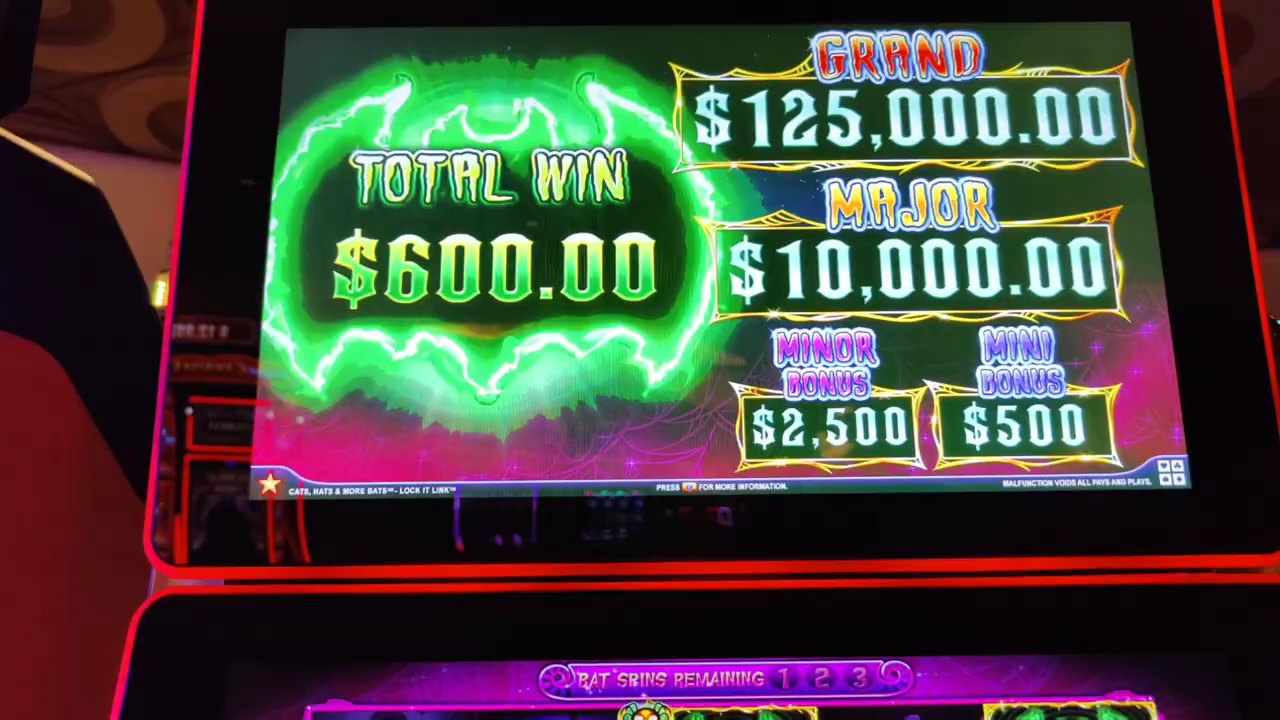 GRAND
$125,000.00
TOTAL WIN
$600.00
MAJOR
$10,000.00
MINOR
BONUS
$2,500
MINI
BONUS
$500
CATS, HATS & MORE BATS™ - LOCK IT LINK™
PRESS FOR MORE INFORMATION.
MALFUNCTION VOIDS ALL PAYS AND PLAYS.
BAT SPINS REMAINING 1 2 3